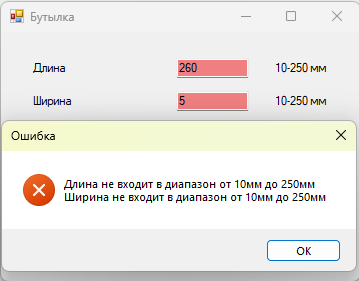 Бутылка
Длина 260 10-250 мм
Ширина 5 10-250 мм
Ошибка
Длина не входит в диапазон от 10мм до 250мм
Ширина не входит в диапазон от 10мм до 250мм
OK